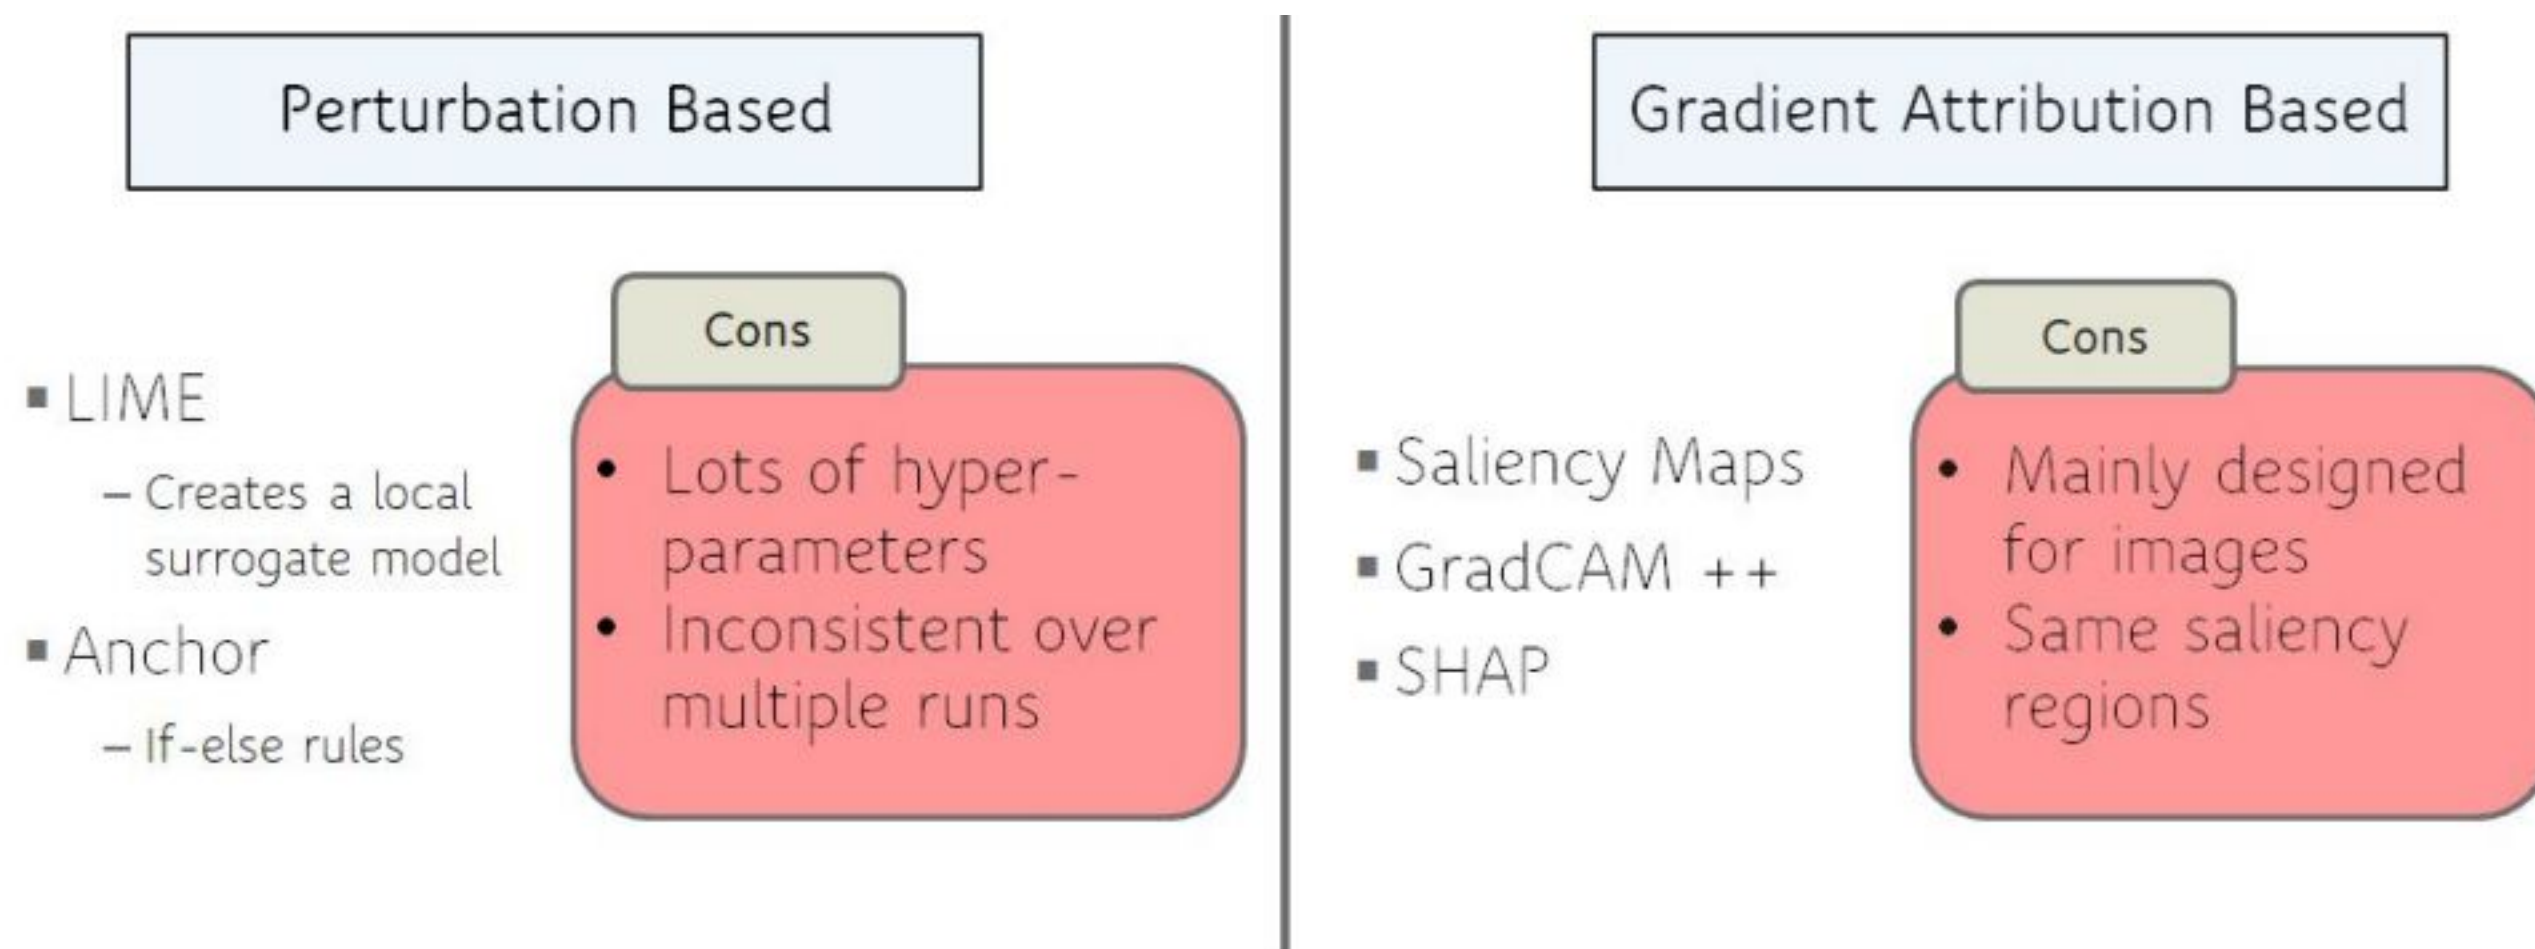 Perturbation Based
▪ LIME
– Creates a local
surrogate model
▪ Anchor
– If-else rules
Cons
• Lots of hyper-
parameters
• Inconsistent over
multiple runs
Gradient Attribution Based
▪ Saliency Maps
▪ GradCAM ++
▪ SHAP
Cons
• Mainly designed
for images
• Same saliency
regions